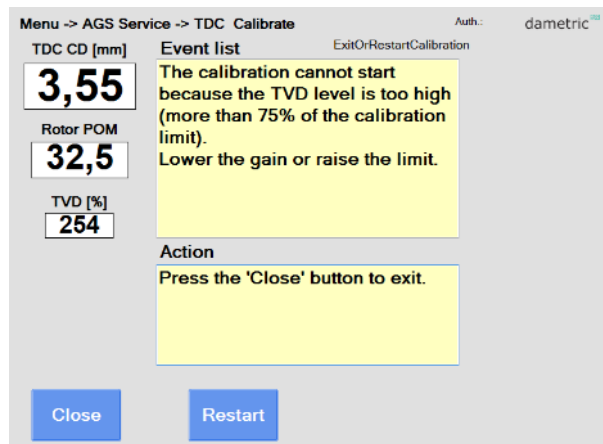 Menu -> AGS Service -> TDC Calibrate
Auth.:
dametric
TDC CD [mm]
Event list
ExitOrRestartCalibration
3,55
The calibration cannot start
because the TVD level is too high
(more than 75% of the calibration
limit).
Lower the gain or raise the limit.
Rotor POM
32,5
TVD [%]
254
Action
Press the 'Close' button to exit.
Close
Restart